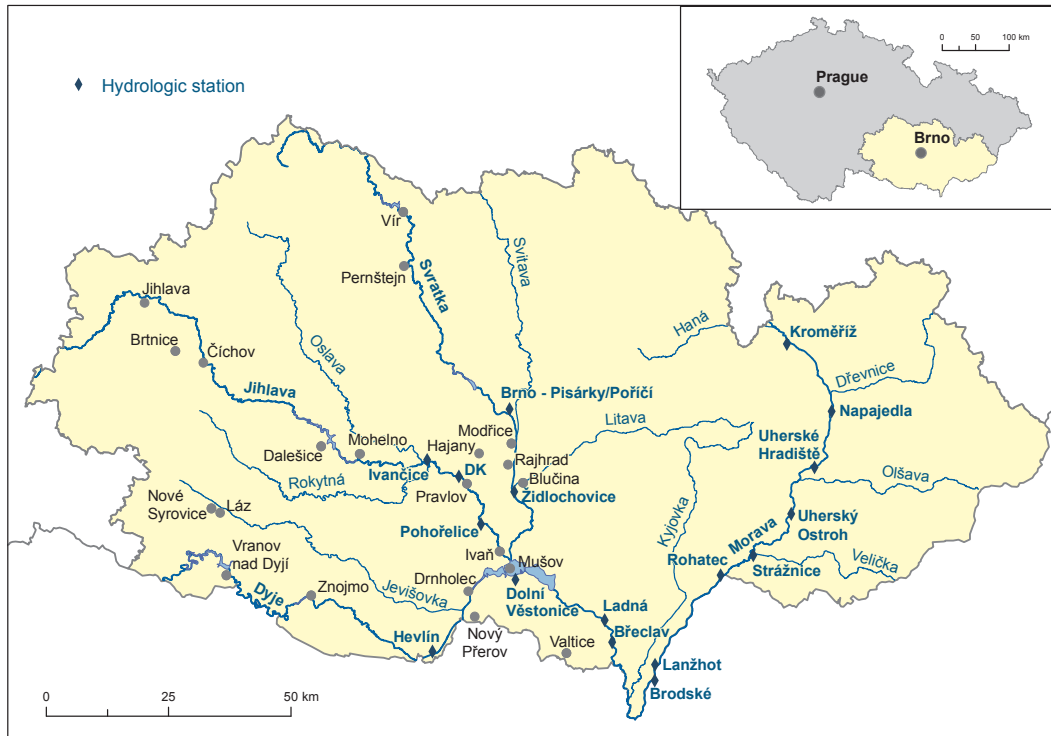 0 50 100 km
Prague
Brno
Hydrologic station
Vír
Svitava
Pernštejn
Svratka
Jihlava
Haná
Kroměříž
Brtnice
Oslava
Číchov
Dřevnice
Jihlava
Brno - Pisárky/Poříčí
Napajedla
Litava
Modřice
Uherské
Hradiště
Mohelno
Hajany
Dalešice
Rajhrad
DK
Ivančice
Blučina
Olšava
Rokytná
Pravlov
Židlochovice
Nové
Syrovice
Láz
Kyjovka
Uherský
Ostroh
Pohořelice
Morava
Vranov
nad Dyjí
Ivaň
Mušov
Rohatec
Velička
Strážnice
Jevišovka
Drnholec
Znojmo
Dyje
Dolní
Věstonice
Ladná
Nový
Přerov
Břeclav
Hevlín
Valtice
Lanžhot
Brodské
0 25 50 km